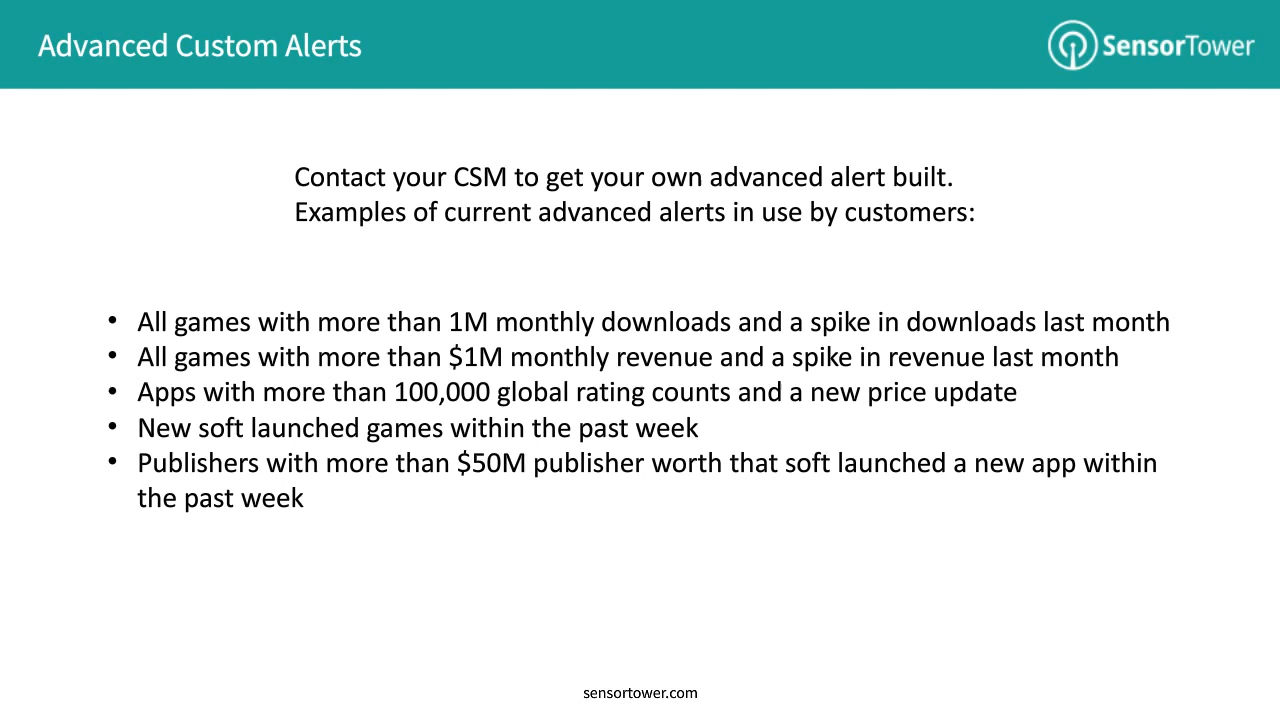 Advanced Custom Alerts
SensorTower
Contact your CSM to get your own advanced alert built.
Examples of current advanced alerts in use by customers:
• All games with more than 1M monthly downloads and a spike in downloads last month
• All games with more than $1M monthly revenue and a spike in revenue last month
• Apps with more than 100,000 global rating counts and a new price update
• New soft launched games within the past week
• Publishers with more than $50M publisher worth that soft launched a new app within
the past week
sensortower.com